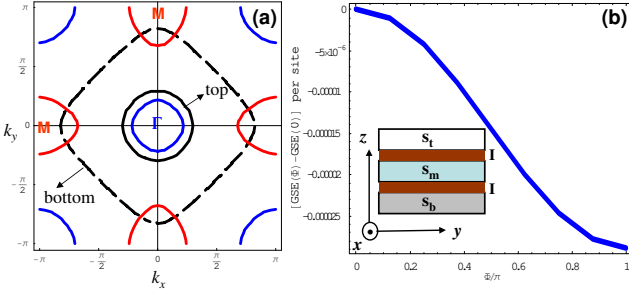 (a)
M
π
π/2
0
-π/2
-π
k_y
M
Γ
top
bottom
-π
-π/2
0
π/2
π
k_x
(b)
[GSE(Φ)-GSE(0)] per site
0
-5×10^-6
-0.00001
-0.000015
-0.00002
-0.000025
z
s_t
I
s_m
I
s_b
x
y
0
0.2
0.4
0.6
0.8
1
Φ/π